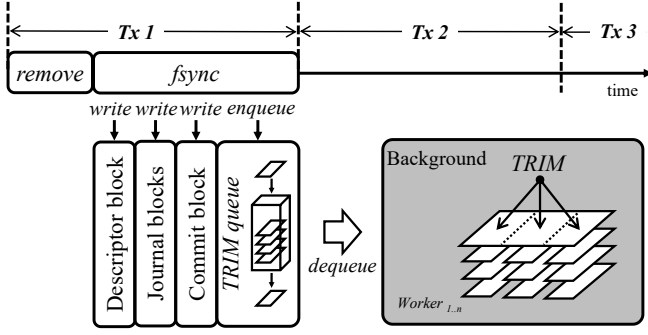 Tx 1
Tx 2
Tx 3
remove
fsync
time
write write write enqueue
Descriptor block
Journal blocks
Commit block
TRIM queue
dequeue
Background
TRIM
Worker 1..n